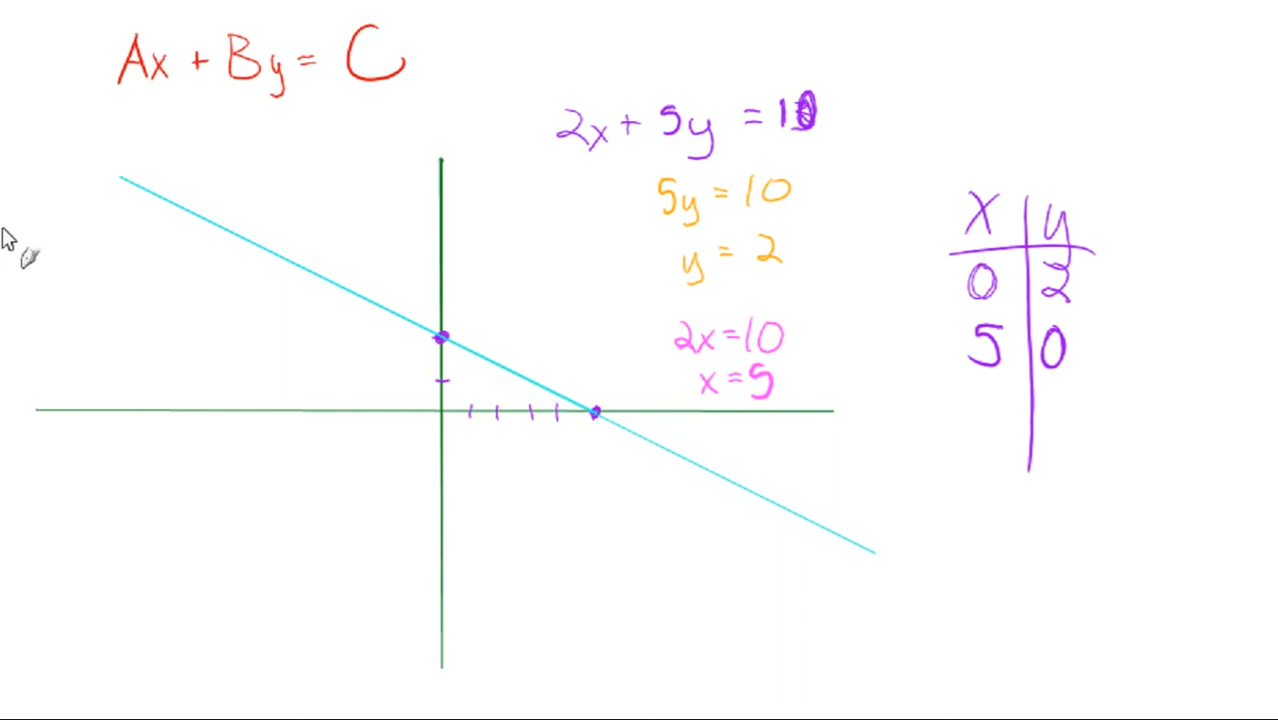 Ax + By = C
2x + 5y = 10
5y = 10
y = 2
2x = 10
x = 5
x y
0 2
5 0